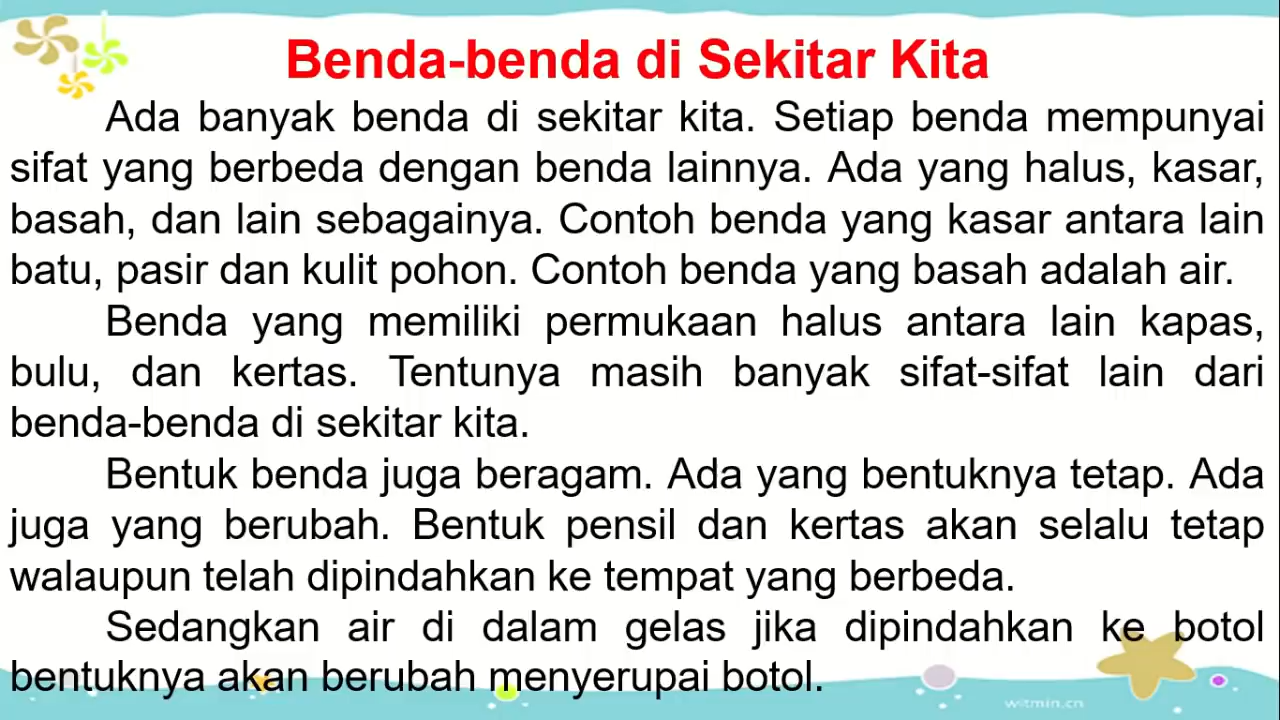 Benda-benda di Sekitar Kita
Ada banyak benda di sekitar kita. Setiap benda mempunyai
sifat yang berbeda dengan benda lainnya. Ada yang halus, kasar,
basah, dan lain sebagainya. Contoh benda yang kasar antara lain
batu, pasir dan kulit pohon. Contoh benda yang basah adalah air.
Benda yang memiliki permukaan halus antara lain kapas,
bulu, dan kertas. Tentunya masih banyak sifat-sifat lain dari
benda-benda di sekitar kita.
Bentuk benda juga beragam. Ada yang bentuknya tetap. Ada
juga yang berubah. Bentuk pensil dan kertas akan selalu tetap
walaupun telah dipindahkan ke tempat yang berbeda.
Sedangkan air di dalam gelas jika dipindahkan ke botol
bentuknya akan berubah menyerupai botol.
witmin.cn